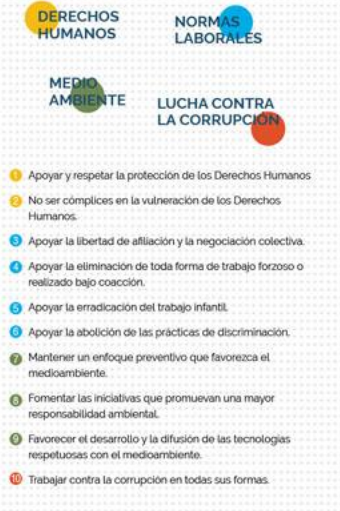 DERECHOS
HUMANOS
NORMAS
LABORALES
MEDIO
AMBIENTE
LUCHA CONTRA
LA CORRUPCIÓN
1 Apoyar y respetar la protección de los Derechos Humanos
2 No ser cómplices en la vulneración de los Derechos
Humanos.
3 Apoyar la libertad de afiliación y la negociación colectiva.
4 Apoyar la eliminación de toda forma de trabajo forzoso o
realizado bajo coacción.
5 Apoyar la erradicación del trabajo infantil.
6 Apoyar la abolición de las prácticas de discriminación.
7 Mantener un enfoque preventivo que favorezca el
medioambiente.
8 Fomentar las iniciativas que promuevan una mayor
responsabilidad ambiental.
9 Favorecer el desarrollo y la difusión de las tecnologías
respetuosas con el medioambiente.
10 Trabajar contra la corrupción en todas sus formas.